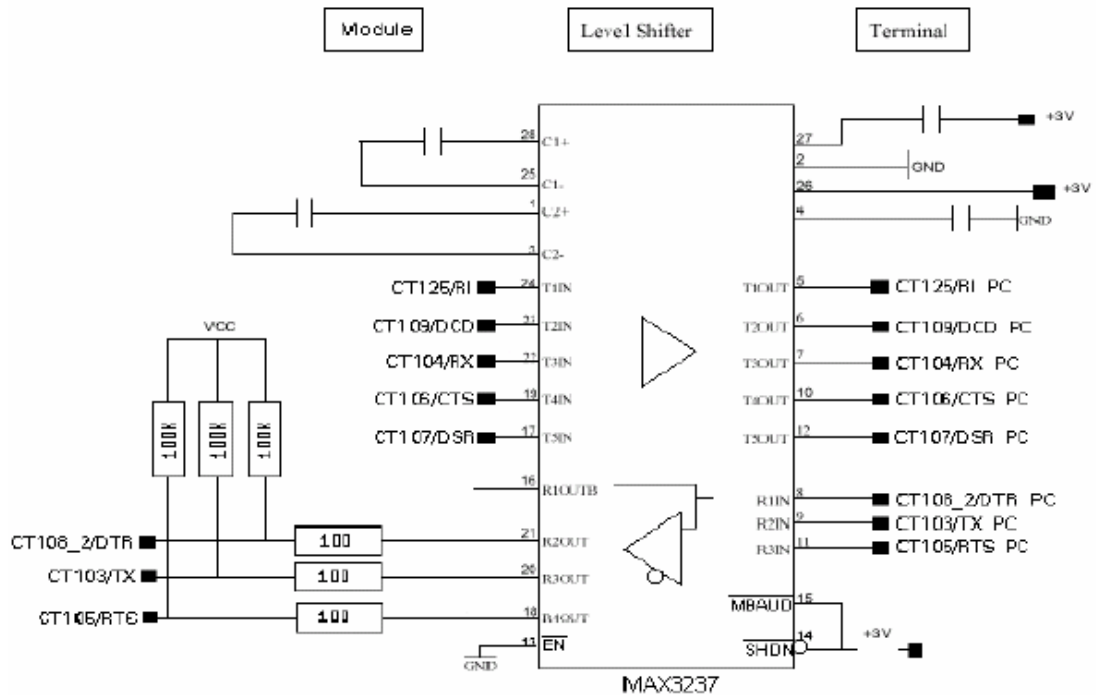 Module
Level Shifter
Terminal
28 C1+
25 C1-
1 C2+
3 C2-
27
+3V
2
GND
26
+3V
4
GND
CT125/RI
24 T1IN
T1OUT 5
CT125/RI PC
CT109/DCD
23 T2IN
T2OUT 6
CT109/DCD PC
CT104/RX
22 T3IN
T3OUT 7
CT104/RX PC
CT106/CTS
19 T4IN
T4OUT 10
CT106/CTS PC
CT107/DSR
17 T5IN
T5OUT 12
CT107/DSR PC
VCC
100K
100K
100K
16 R1OUTB
R1IN 8
CT108_2/DTR PC
R2IN 9
CT103/TX PC
R3IN 11
CT105/RTS PC
CT108_2/DTR
100
21 R2OUT
CT103/TX
100
20 R3OUT
CT105/RTS
100
18 R4OUT
13 EN
GND
MBAUD 15
SHDN 14
+3V
MAX3237